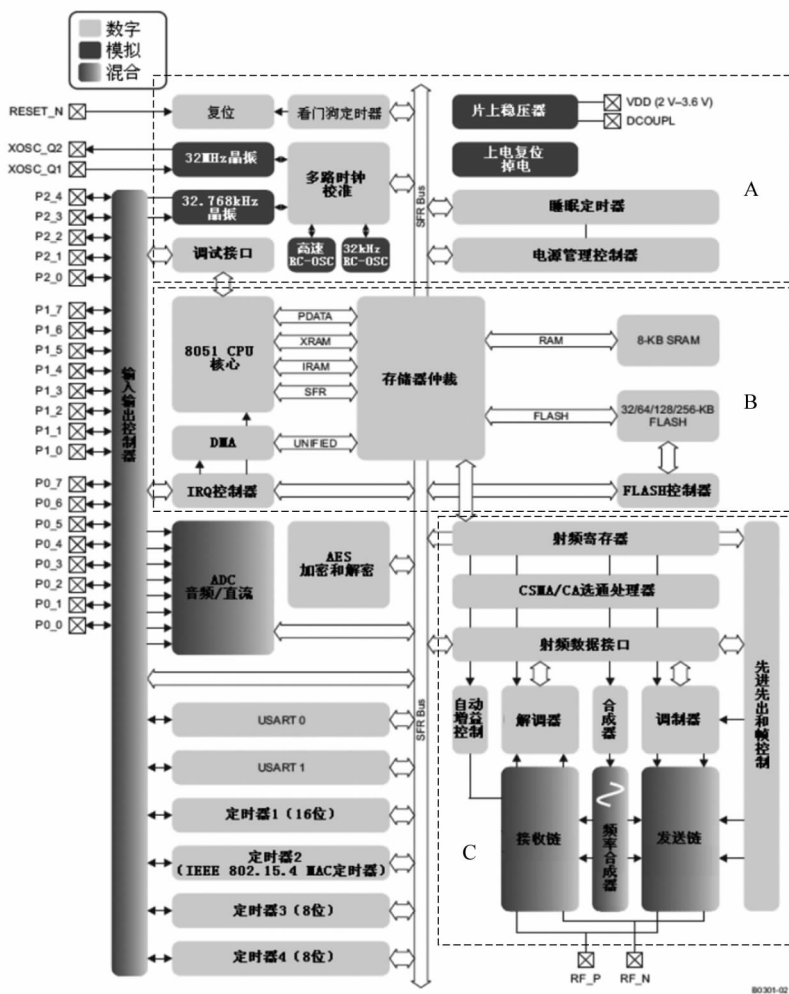 数字
模拟
混合
RESET_N
复位
看门狗定时器
片上稳压器
VDD (2 V–3.6 V)
DCOUPL
XOSC_Q2
XOSC_Q1
32MHz晶振
多路时钟
校准
上电复位
掉电
A
P2_4
P2_3
P2_2
P2_1
P2_0
32.768kHz
晶振
SFR Bus
睡眠定时器
调试接口
高速
RC-OSC
32kHz
RC-OSC
电源管理控制器
P1_7
P1_6
P1_5
P1_4
P1_3
P1_2
P1_1
P1_0
输入输出控制器
8051 CPU
核心
PDATA
XRAM
IRAM
SFR
存储器仲裁
RAM
8-KB SRAM
B
FLASH
32/64/128/256-KB
FLASH
DMA
UNIFIED
IRQ控制器
FLASH控制器
P0_7
P0_6
P0_5
P0_4
P0_3
P0_2
P0_1
P0_0
ADC
音频/直流
AES
加密和解密
射频寄存器
CSMA/CA选通处理器
射频数据接口
先进先出和帧控制
SFR Bus
自动
增益
控制
解调器
合成器
调制器
USART 0
USART 1
定时器1（16位）
定时器2
（IEEE 802.15.4 MAC定时器）
定时器3（8位）
定时器4（8位）
C
接收链
频率合成器
发送链
RF_P
RF_N
B0301-02